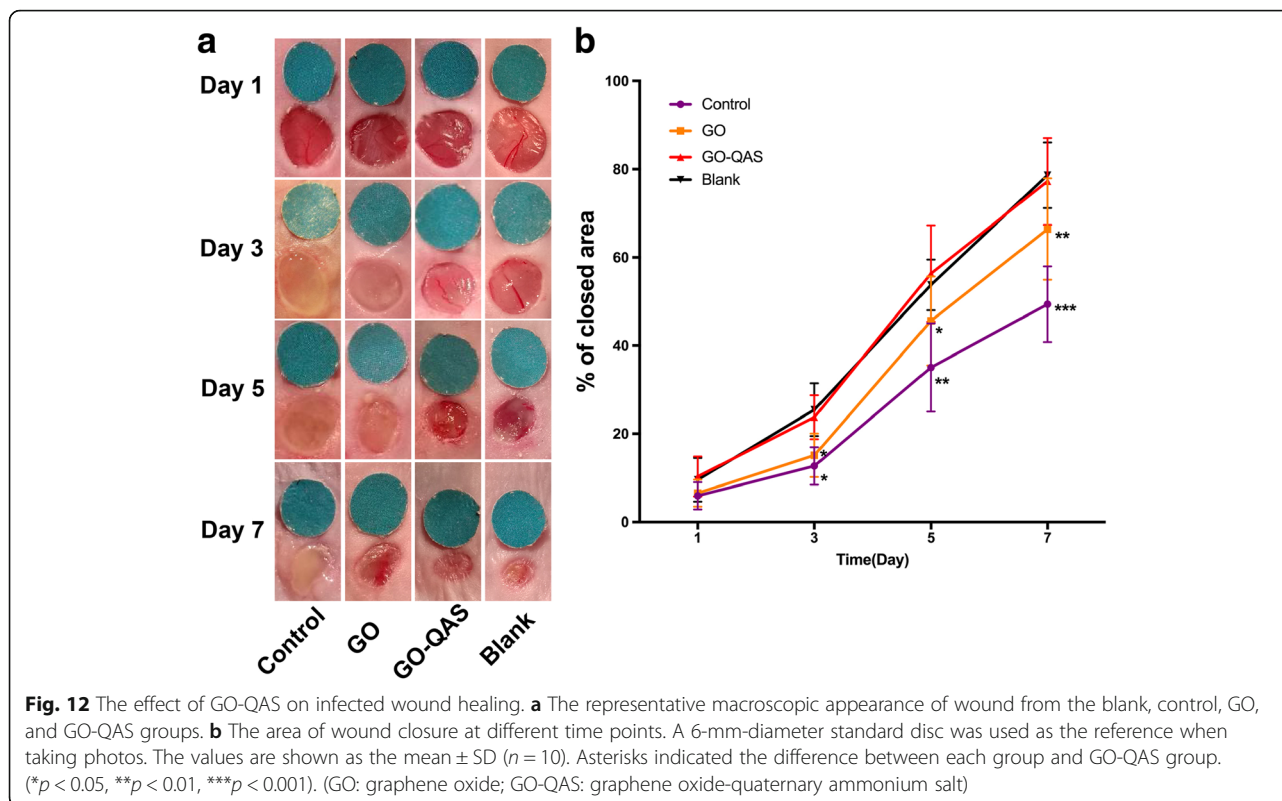 a
Day 1
Day 3
Day 5
Day 7
Control
GO
GO-QAS
Blank
b
100
80
60
40
20
0
% of closed area
Control
GO
GO-QAS
Blank
*
*
*
**
**
***
1
3
5
7
Time(Day)
Fig. 12 The effect of GO-QAS on infected wound healing. a The representative macroscopic appearance of wound from the blank, control, GO,
and GO-QAS groups. b The area of wound closure at different time points. A 6-mm-diameter standard disc was used as the reference when
taking photos. The values are shown as the mean ± SD (n = 10). Asterisks indicated the difference between each group and GO-QAS group.
(*p < 0.05, **p < 0.01, ***p < 0.001). (GO: graphene oxide; GO-QAS: graphene oxide-quaternary ammonium salt)